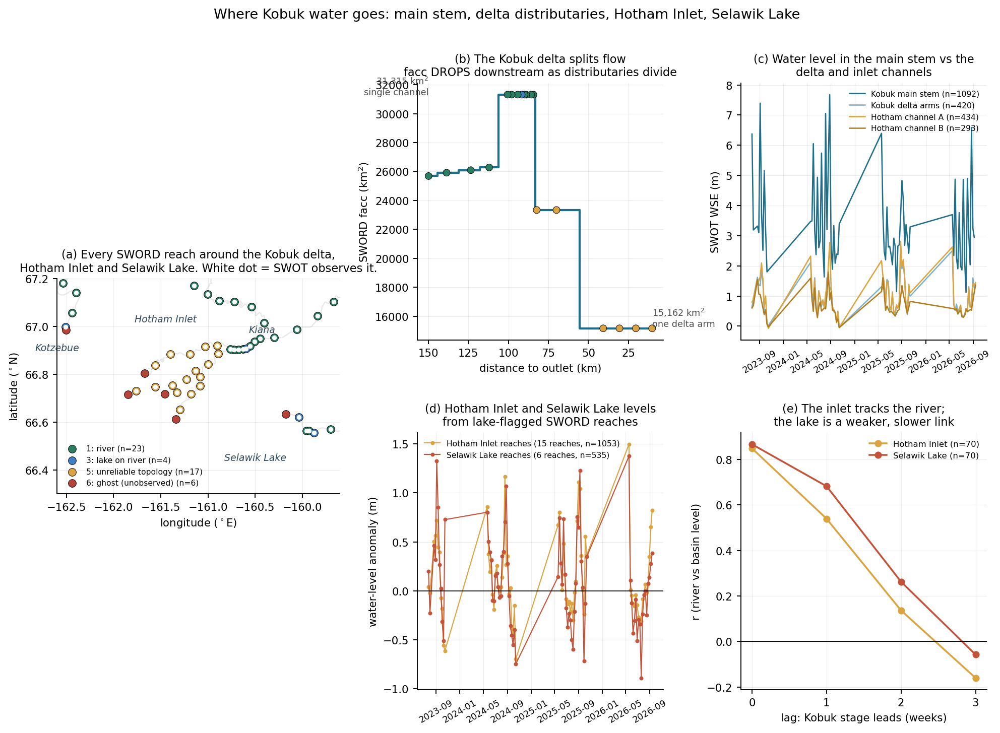 Where Kobuk water goes: main stem, delta distributaries, Hotham Inlet, Selawik Lake
(a) Every SWORD reach around the Kobuk delta,
Hotham Inlet and Selawik Lake. White dot = SWOT observes it.
67.2
67.0
66.8
66.6
66.4
latitude (°N)
Hotham Inlet
Kiana
Kotzebue
Selawik Lake
1: river (n=23)
3: lake on river (n=4)
5: unreliable topology (n=17)
6: ghost (unobserved) (n=6)
−162.5
−162.0
−161.5
−161.0
−160.5
−160.0
longitude (°E)
(b) The Kobuk delta splits flow
facc DROPS downstream as distributaries divide
31,315 km²
single channel
32000
30000
28000
26000
24000
22000
20000
18000
16000
SWORD facc (km²)
15,162 km²
one delta arm
150
125
100
75
50
25
distance to outlet (km)
(c) Water level in the main stem vs the
delta and inlet channels
Kobuk main stem (n=1092)
Kobuk delta arms (n=420)
Hotham channel A (n=434)
Hotham channel B (n=293)
8
7
6
5
4
3
2
1
0
SWOT WSE (m)
2023-09
2024-01
2024-05
2024-09
2025-01
2025-05
2025-09
2026-01
2026-05
2026-09
(d) Hotham Inlet and Selawik Lake levels
from lake-flagged SWORD reaches
Hotham Inlet reaches (15 reaches, n=1053)
Selawik Lake reaches (6 reaches, n=535)
1.5
1.0
0.5
0.0
−0.5
−1.0
water-level anomaly (m)
2023-09
2024-01
2024-05
2024-09
2025-01
2025-05
2025-09
2026-01
2026-05
2026-09
(e) The inlet tracks the river;
the lake is a weaker, slower link
Hotham Inlet (n=70)
Selawik Lake (n=70)
0.8
0.6
0.4
0.2
0.0
−0.2
r (river vs basin level)
0
1
2
3
lag: Kobuk stage leads (weeks)